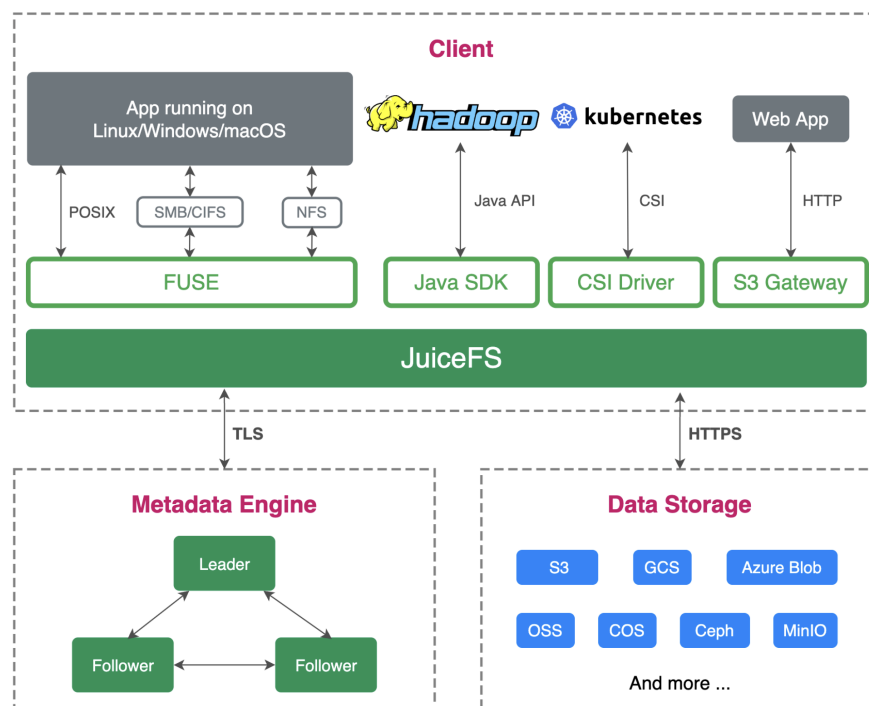 Client
App running on
Linux/Windows/macOS
hadoop
kubernetes
Web App
POSIX
SMB/CIFS
NFS
Java API
CSI
HTTP
FUSE
Java SDK
CSI Driver
S3 Gateway
JuiceFS
TLS
HTTPS
Metadata Engine
Leader
Follower
Follower
Data Storage
S3
GCS
Azure Blob
OSS
COS
Ceph
MinIO
And more ...